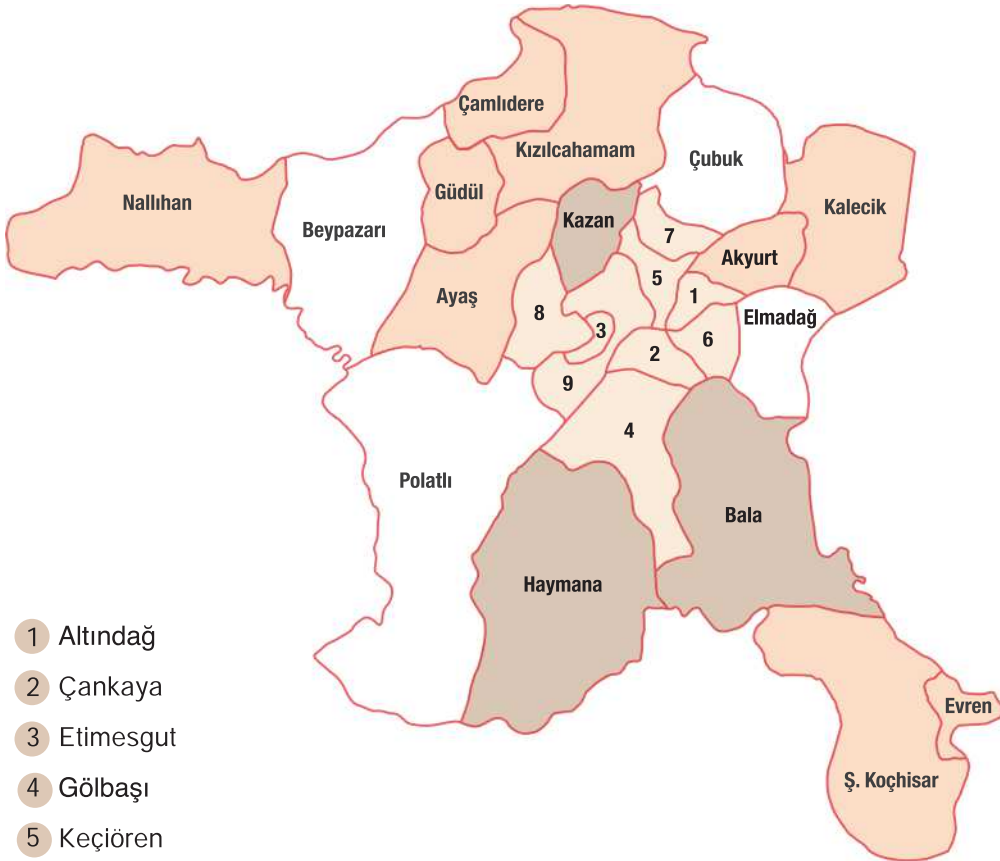 Çamlıdere
Kızılcahamam
Çubuk
Nallıhan
Güdül
Kalecik
Beypazarı
Kazan
7
Akyurt
5
Ayaş
1
8
Elmadağ
3
6
2
9
4
Polatlı
Bala
Haymana
1 Altındağ
2 Çankaya
3 Etimesgut
4 Gölbaşı
5 Keçiören
Evren
Ş. Koçhisar